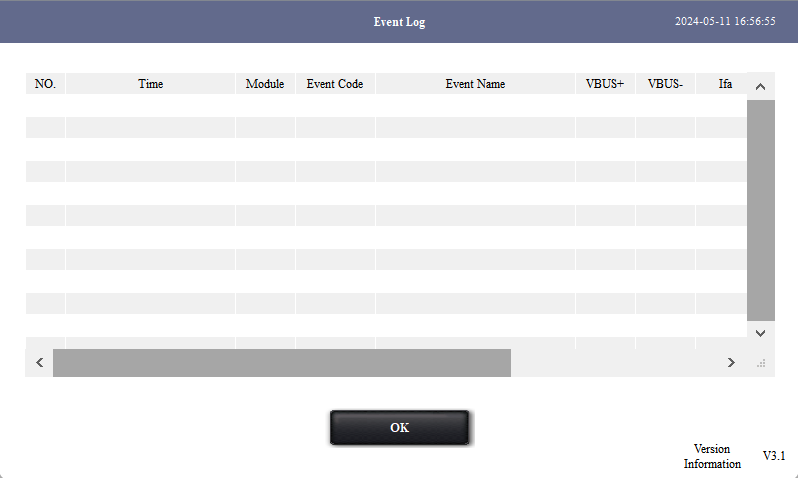 Event Log
2024-05-11 16:56:55
NO. Time Module Event Code Event Name VBUS+ VBUS- Ifa
OK
Version
Information
V3.1